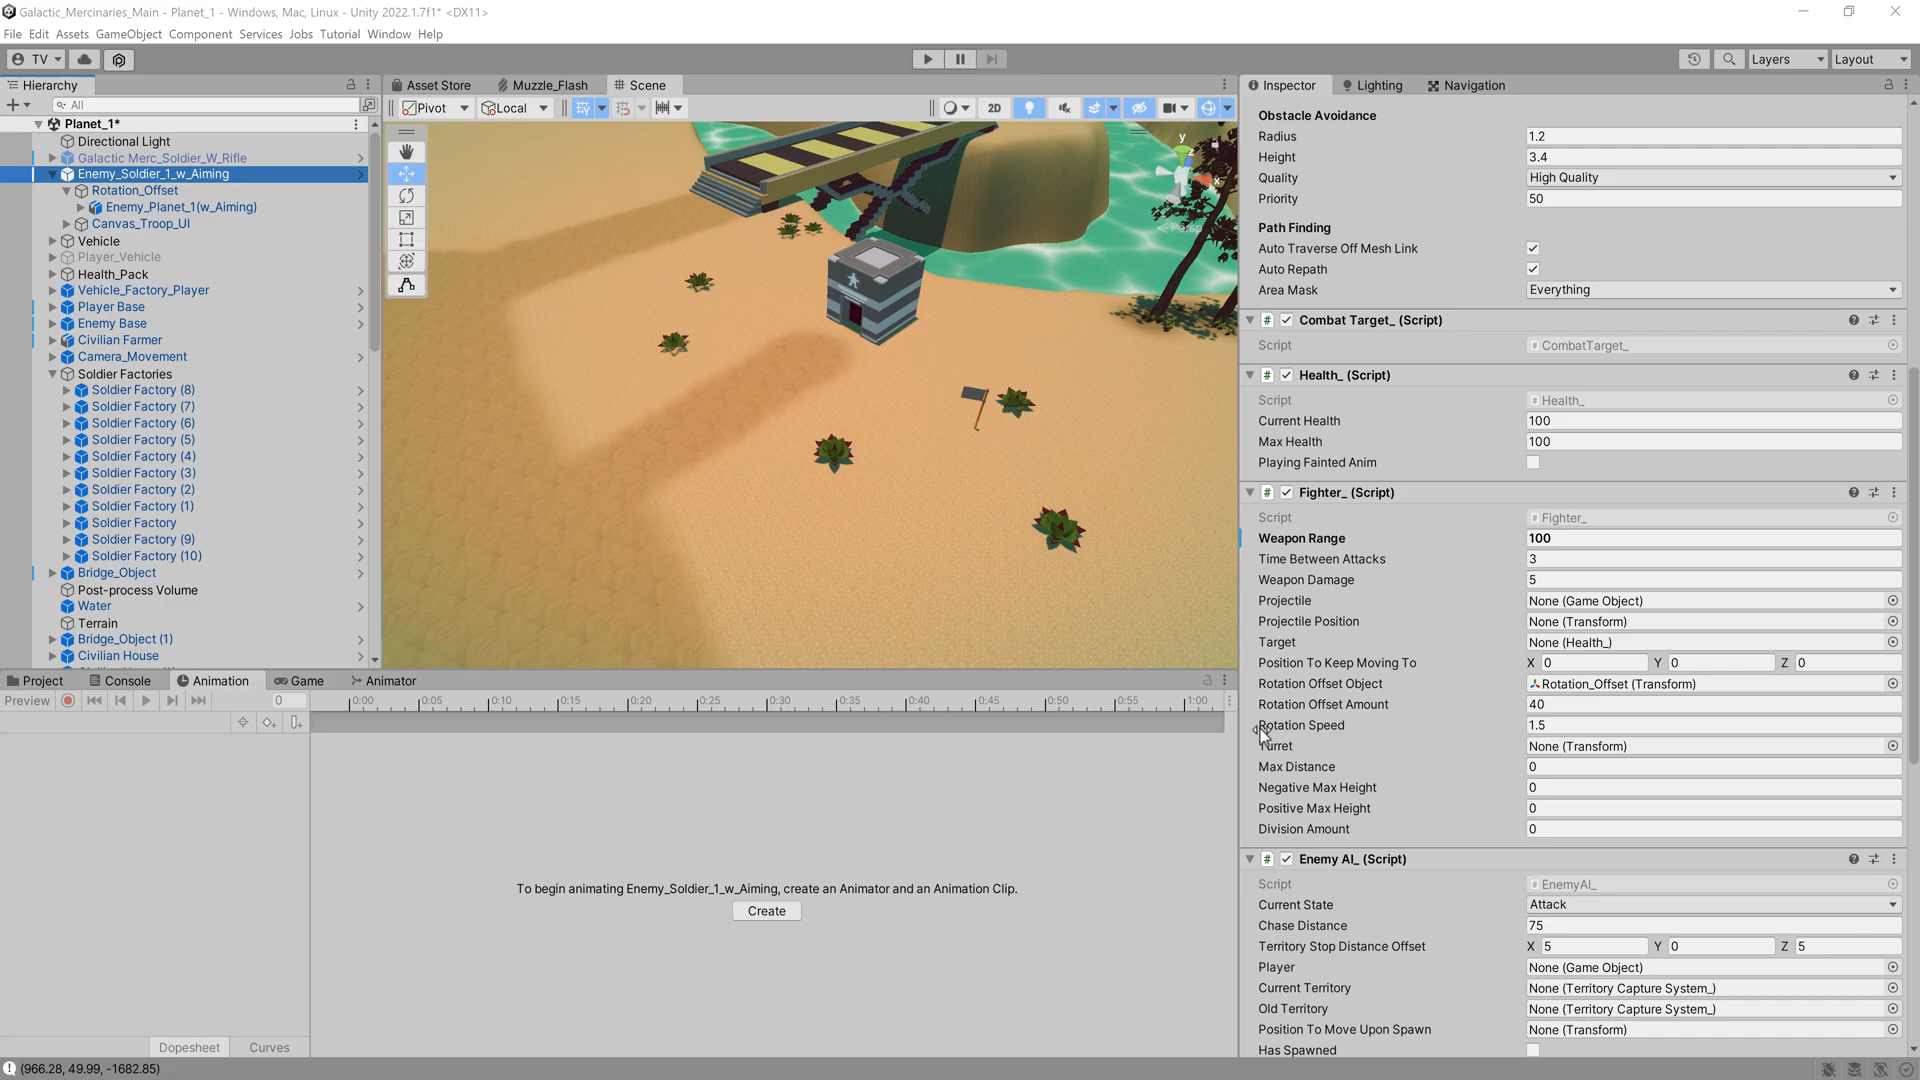 Galactic_Mercinaries_Main - Planet_1 - Windows, Mac, Linux - Unity 2022.1.7f1* <DX11>
File Edit Assets GameObject Component Services Jobs Tutorial Window Help
TV Layers Layout
Hierarchy
All
Planet_1*
Directional Light
Galactic Merc_Soldier_W_Rifle
Enemy_Soldier_1_w_Aiming
Rotation_Offset
Enemy_Planet_1(w_Aiming)
Canvas_Troop_UI
Vehicle
Player_Vehicle
Health_Pack
Vehicle_Factory_Player
Player Base
Enemy Base
Civilian Farmer
Camera_Movement
Soldier Factories
Soldier Factory (8)
Soldier Factory (7)
Soldier Factory (6)
Soldier Factory (5)
Soldier Factory (4)
Soldier Factory (3)
Soldier Factory (2)
Soldier Factory (1)
Soldier Factory
Soldier Factory (9)
Soldier Factory (10)
Bridge_Object
Post-process Volume
Water
Terrain
Bridge_Object (1)
Civilian House
Asset Store Muzzle_Flash Scene
Pivot Local 2D
y
x
z
Persp
Project Console Animation Game Animator
Preview 0 0:00 0:05 0:10 0:15 0:20 0:25 0:30 0:35 0:40 0:45 0:50 0:55 1:00
To begin animating Enemy_Soldier_1_w_Aiming, create an Animator and an Animation Clip.
Create
Dopesheet Curves
(966.28, 49.99, -1682.85)
Inspector Lighting Navigation
Obstacle Avoidance
Radius 1.2
Height 3.4
Quality High Quality
Priority 50
Path Finding
Auto Traverse Off Mesh Link
Auto Repath
Area Mask Everything
Combat Target_ (Script)
Script CombatTarget_
Health_ (Script)
Script Health_
Current Health 100
Max Health 100
Playing Fainted Anim
Fighter_ (Script)
Script Fighter_
Weapon Range 100
Time Between Attacks 3
Weapon Damage 5
Projectile None (Game Object)
Projectile Position None (Transform)
Target None (Health_)
Position To Keep Moving To X 0 Y 0 Z 0
Rotation Offset Object Rotation_Offset (Transform)
Rotation Offset Amount 40
Rotation Speed 1.5
Turret None (Transform)
Max Distance 0
Negative Max Height 0
Positive Max Height 0
Division Amount 0
Enemy AI_ (Script)
Script EnemyAI_
Current State Attack
Chase Distance 75
Territory Stop Distance Offset X 5 Y 0 Z 5
Player None (Game Object)
Current Territory None (Territory Capture System_)
Old Territory None (Territory Capture System_)
Position To Move Upon Spawn None (Transform)
Has Spawned